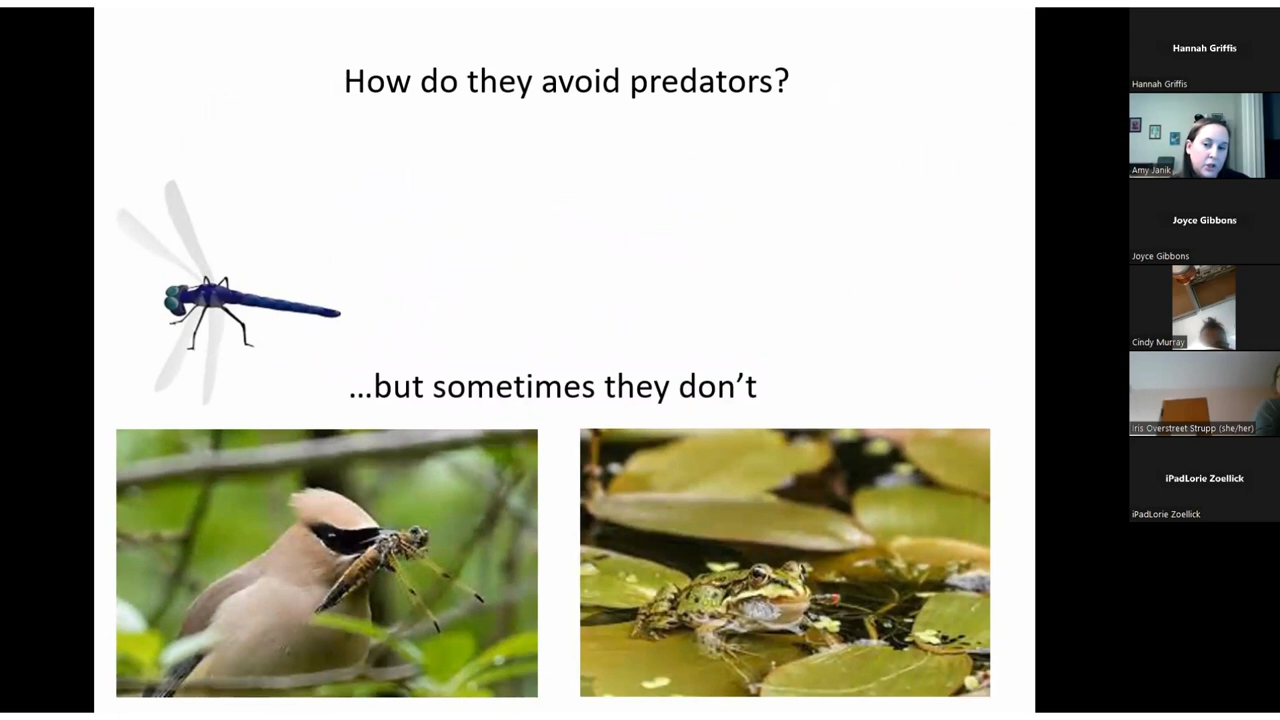 How do they avoid predators?
...but sometimes they don't
Hannah Griffis
Hannah Griffis
Amy Janik
Joyce Gibbons
Joyce Gibbons
Cindy Murray
Iris Overstreet Strupp (she/her)
iPadLorie Zoellick
iPadLorie Zoellick